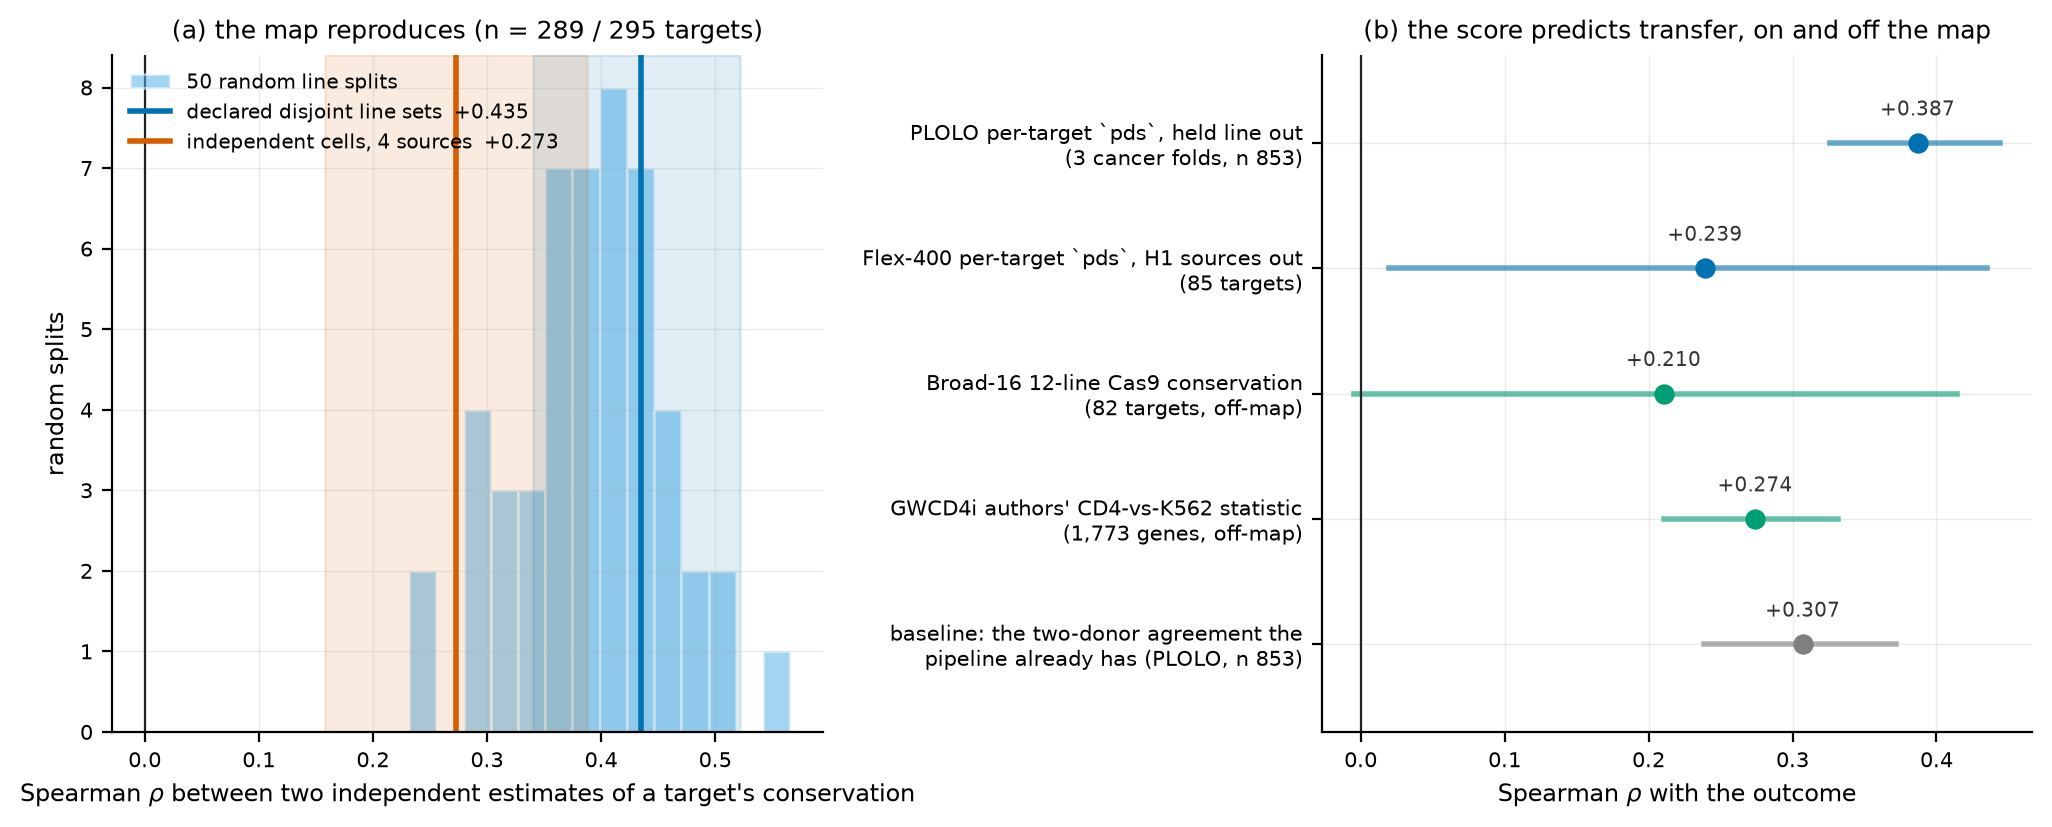 (a) the map reproduces (n = 289 / 295 targets)
50 random line splits
declared disjoint line sets +0.435
independent cells, 4 sources +0.273
random splits
8
7
6
5
4
3
2
1
0
0.0 0.1 0.2 0.3 0.4 0.5
Spearman ρ between two independent estimates of a target's conservation
(b) the score predicts transfer, on and off the map
PLOLO per-target `pds`, held line out
(3 cancer folds, n 853)
+0.387
Flex-400 per-target `pds`, H1 sources out
(85 targets)
+0.239
Broad-16 12-line Cas9 conservation
(82 targets, off-map)
+0.210
GWCD4i authors' CD4-vs-K562 statistic
(1,773 genes, off-map)
+0.274
baseline: the two-donor agreement the
pipeline already has (PLOLO, n 853)
+0.307
0.0 0.1 0.2 0.3 0.4
Spearman ρ with the outcome